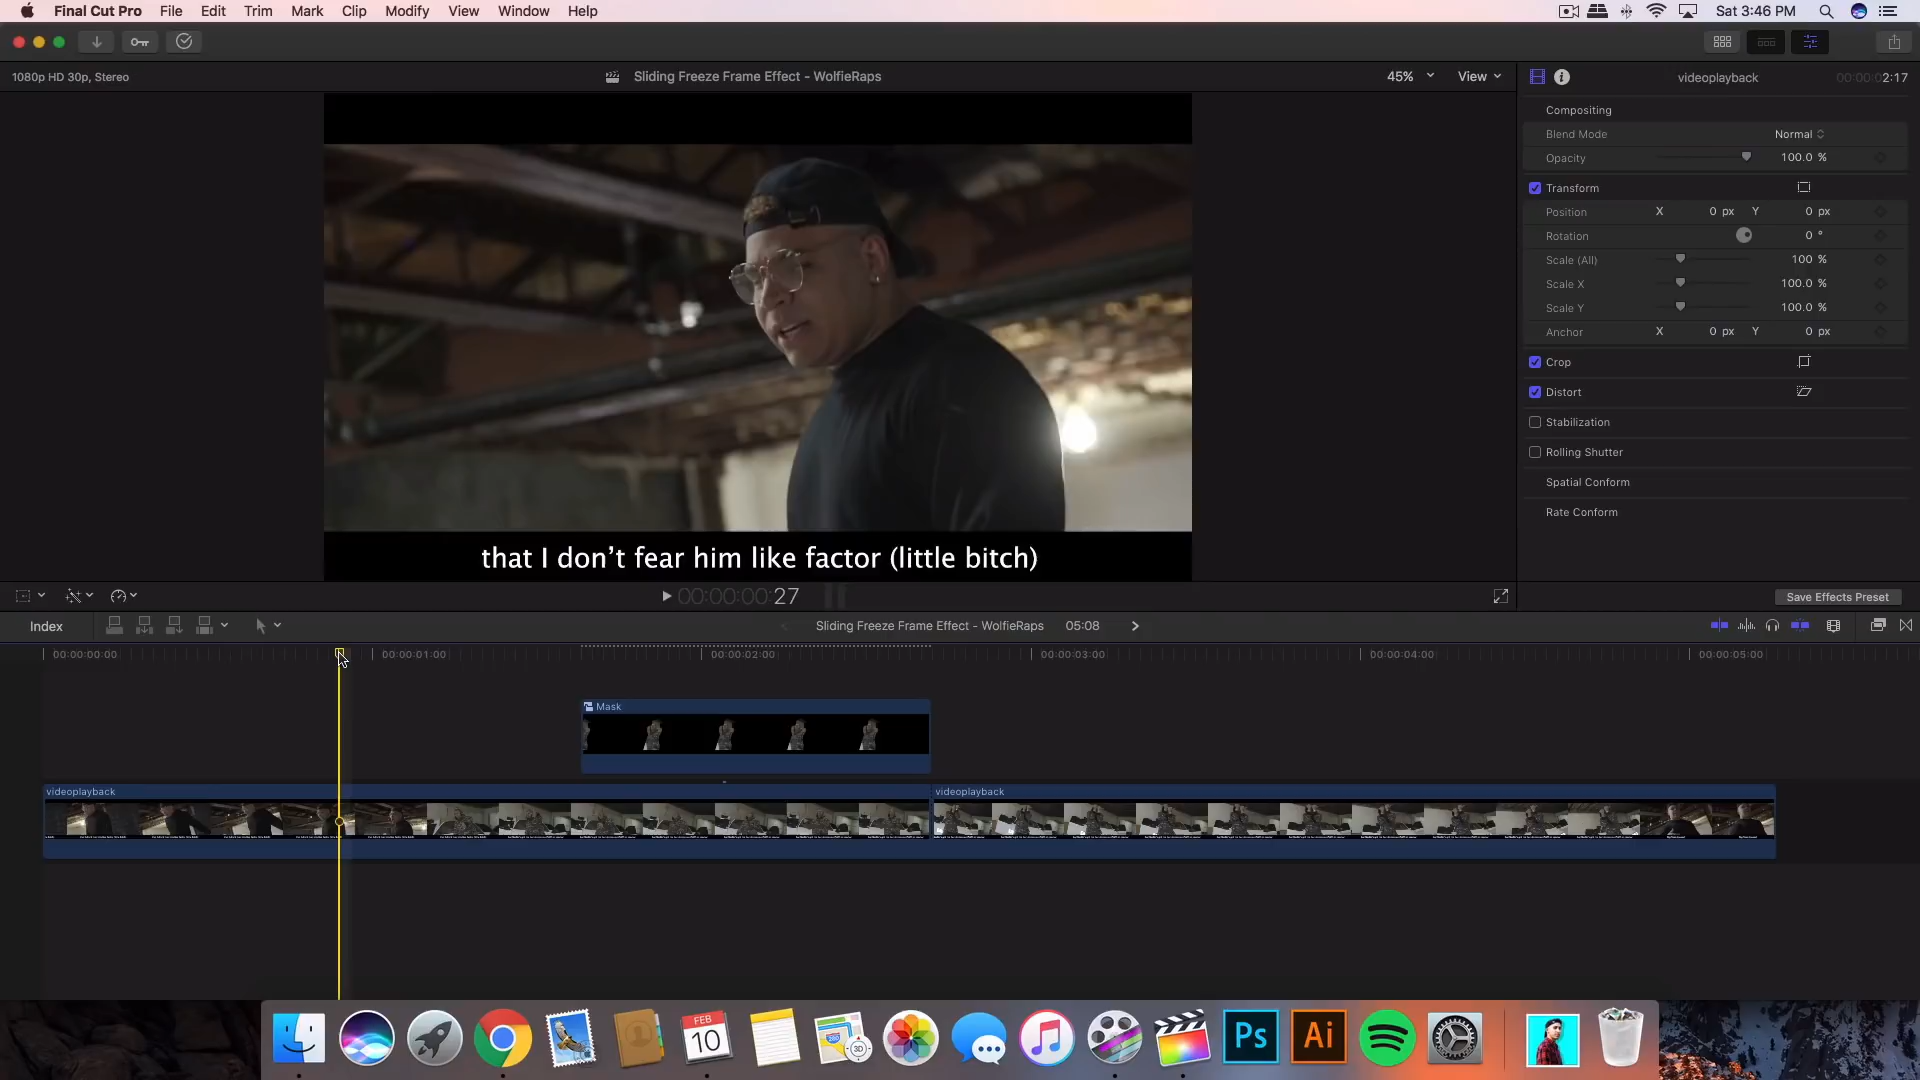 Final Cut Pro File Edit Trim Mark Clip Modify View Window Help Sat 3:46 PM
1080p HD 30p, Stereo Sliding Freeze Frame Effect - WolfieRaps 45% View videoplayback 00:00:02:17
Compositing
Blend Mode Normal
Opacity 100.0 %
Transform
Position X 0 px Y 0 px
Rotation 0 °
Scale (All) 100 %
Scale X 100.0 %
Scale Y 100.0 %
Anchor X 0 px Y 0 px
Crop
Distort
Stabilization
Rolling Shutter
Spatial Conform
Rate Conform
that I don't fear him like factor (little bitch)
00:00:00:27
Save Effects Preset
Index Sliding Freeze Frame Effect - WolfieRaps 05:08
00:00:00:00 00:00:01:00 00:00:02:00 00:00:03:00 00:00:04:00 00:00:05:00
Mask
videoplayback videoplayback
FEB
10
280
3D
Ps
Ai